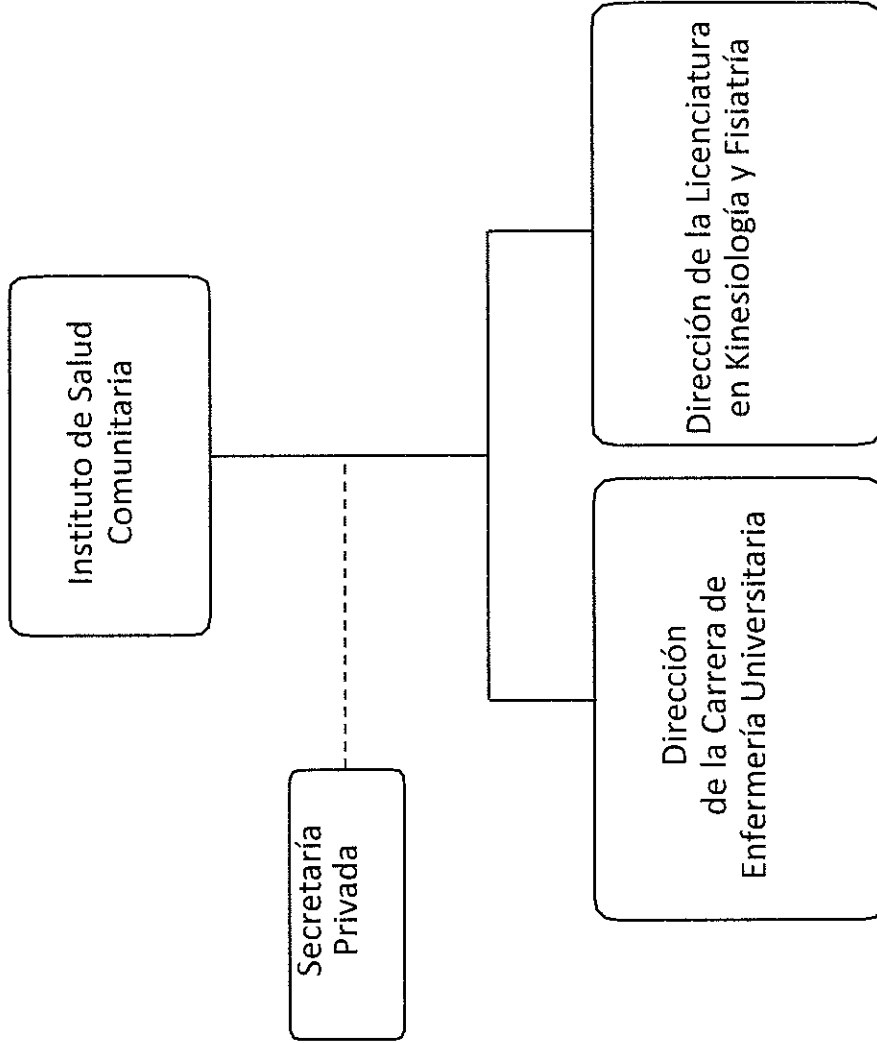 Instituto de Salud
Comunitaria
Secretaría
Privada
Dirección
de la Carrera de
Enfermería Universitaria
Dirección de la Licenciatura
en Kinesiología y Fisiatría